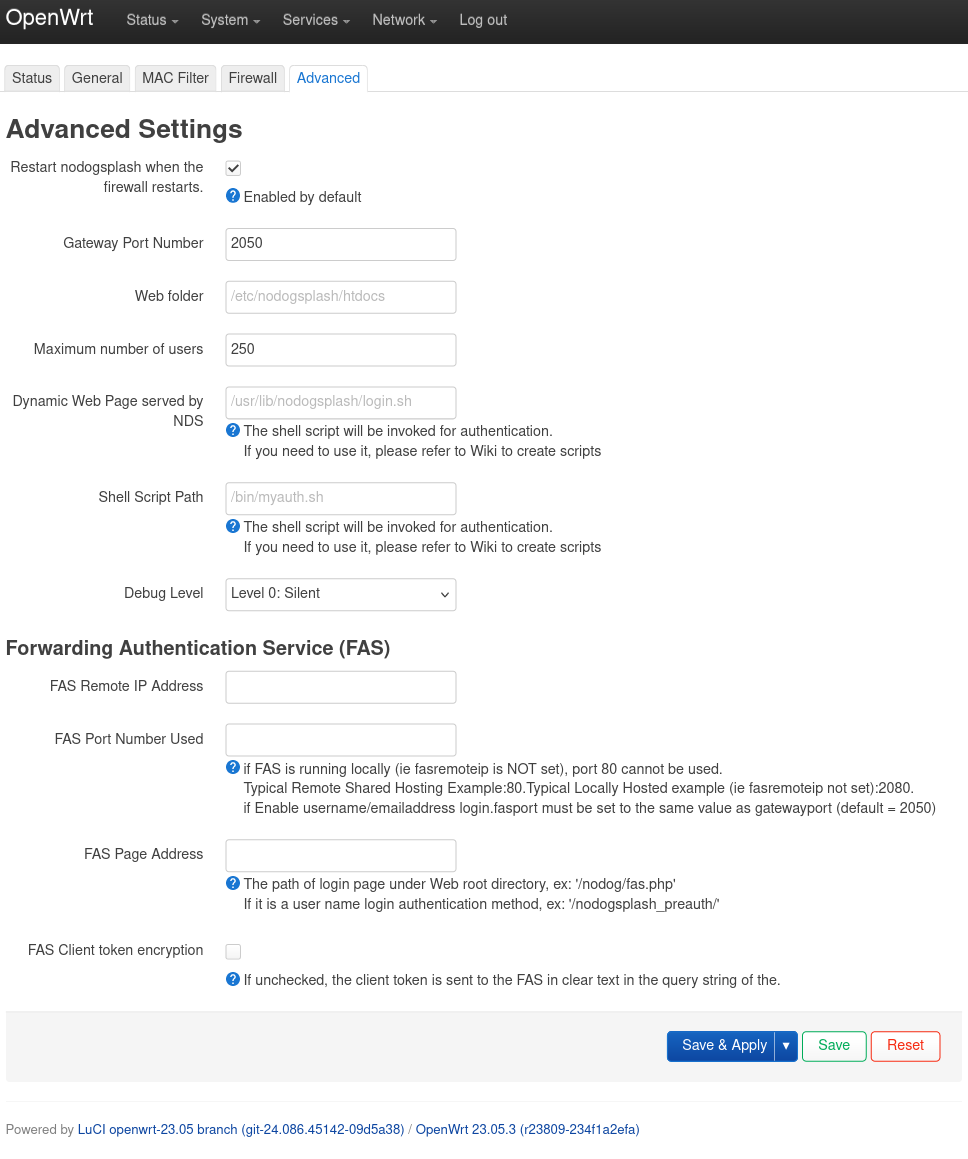 OpenWrt Status System Services Network Log out
Status General MAC Filter Firewall Advanced
Advanced Settings
Restart nodogsplash when the
firewall restarts.
Enabled by default
Gateway Port Number 2050
Web folder /etc/nodogsplash/htdocs
Maximum number of users 250
Dynamic Web Page served by
NDS
/usr/lib/nodogsplash/login.sh
The shell script will be invoked for authentication.
If you need to use it, please refer to Wiki to create scripts
Shell Script Path /bin/myauth.sh
The shell script will be invoked for authentication.
If you need to use it, please refer to Wiki to create scripts
Debug Level Level 0: Silent
Forwarding Authentication Service (FAS)
FAS Remote IP Address
FAS Port Number Used
if FAS is running locally (ie fasremoteip is NOT set), port 80 cannot be used.
Typical Remote Shared Hosting Example:80.Typical Locally Hosted example (ie fasremoteip not set):2080.
if Enable username/emailaddress login.fasport must be set to the same value as gatewayport (default = 2050)
FAS Page Address
The path of login page under Web root directory, ex: '/nodog/fas.php'
If it is a user name login authentication method, ex: '/nodogsplash_preauth/'
FAS Client token encryption
If unchecked, the client token is sent to the FAS in clear text in the query string of the.
Save & Apply ▾ Save Reset
Powered by LuCI openwrt-23.05 branch (git-24.086.45142-09d5a38) / OpenWrt 23.05.3 (r23809-234f1a2efa)